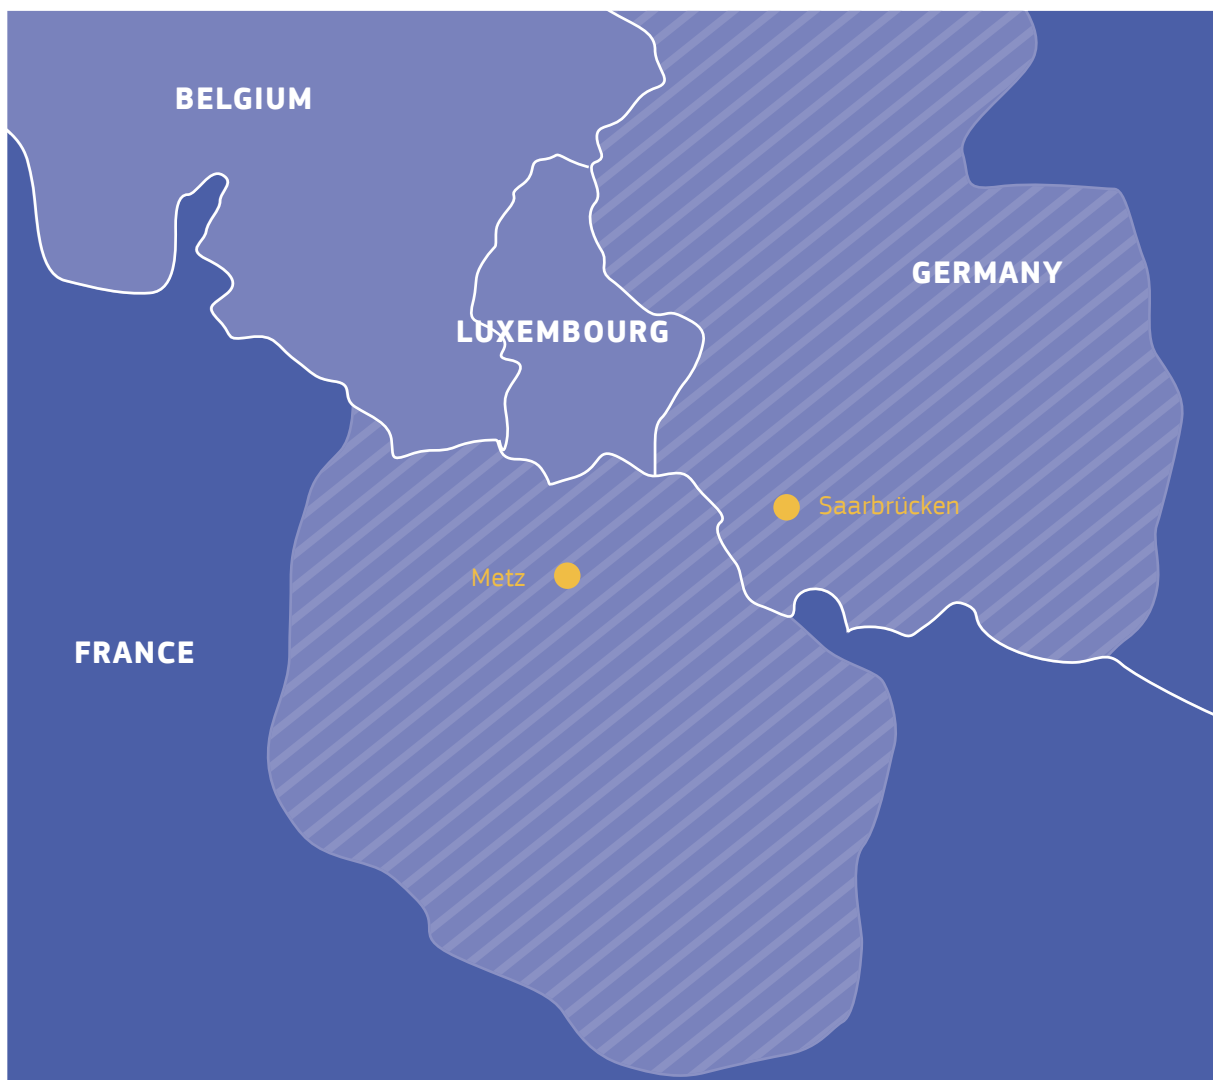 BELGIUM
GERMANY
LUXEMBOURG
Saarbrücken
Metz
FRANCE